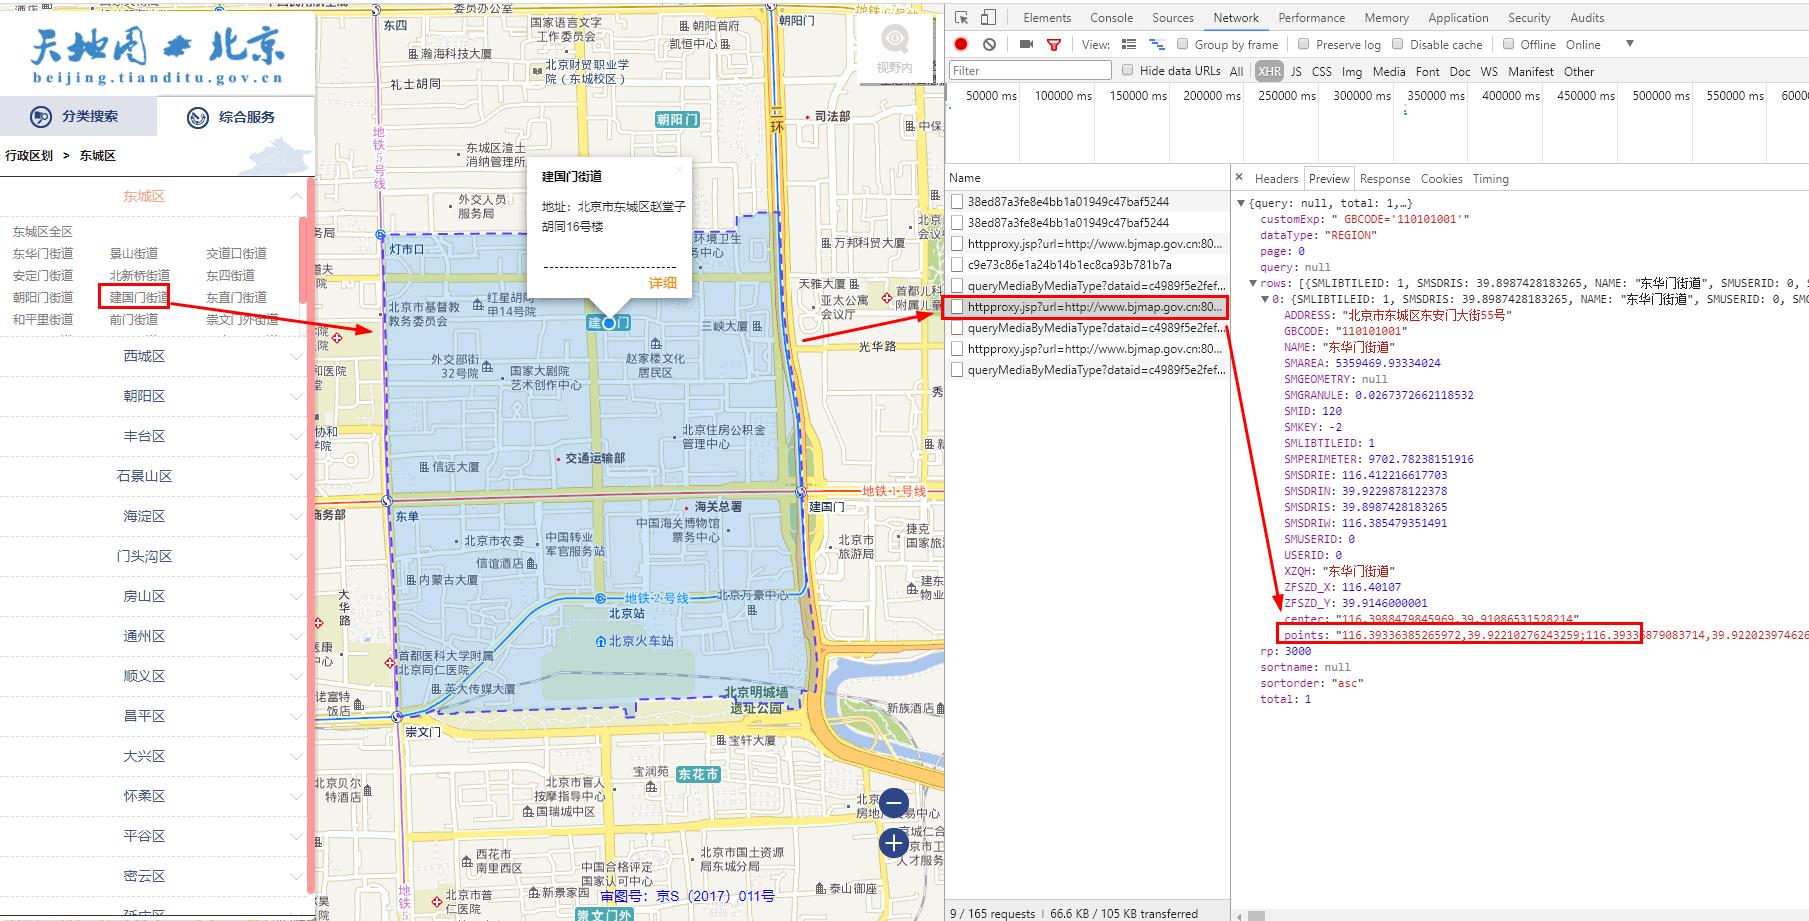 天地图 北京
beijing.tianditu.gov.cn
分类搜索
综合服务
行政区划 > 东城区
东城区
东城区全区
东华门街道 景山街道 交道口街道
安定门街道 北新桥街道 东四街道
朝阳门街道 建国门街道 东直门街道
和平里街道 前门街道 崇文门外街道
西城区
朝阳区
丰台区
石景山区
海淀区
门头沟区
房山区
通州区
顺义区
昌平区
大兴区
怀柔区
平谷区
密云区
东四
国家语言文字
工作委员会
朝阳首府
凯恒中心
朝阳门
瀚海科技大厦
北京财贸职业学
院（东城校区）
礼士胡同
视野内
朝阳门
二环
司法部
地铁5号线
东城区渣土
消纳管理所
外交人员
服务局
建国门街道
地址：北京市东城区赵堂子
胡同16号楼
详细
灯市口
环境卫生
万邦科贸大厦
天雅大厦
亚太公寓
会议厅
北京市基督教
教务委员会
红星胡同
甲14号院
三峡大厦
光华路
外交部街
32号院
国家大剧院
艺术创作中心
赵家楼文化
居民区
北京住房公积金
管理中心
信远大厦
交通运输部
地铁1号线
东单
海关总署
建国门
中国海关博物馆
票务中心
北京市农委
中国转业
军官服务站
信谊酒店
北京市
旅游局
捷克
国家旅
内蒙古大厦
地铁2号线
北京万豪中心
北京站
北京火车站
大华路
首都医科大学附属
北京同仁医院
英大传媒大厦
北京明城墙
遗址公园
新族酒店
诺富特
饭店
崇文门
宝轩大厦
宝润苑
东花市
北京贝尔
特酒店
北京市盲人
按摩指导中心
国瑞城中区
西花市
南里西区
中国合格评定
国家认可中心
北京市国土资源
局东城分局
新景家园
泰山御座
北京市普
仁医院
审图号：京S（2017）011号
崇文门外
地铁
Elements Console Sources Network Performance Memory Application Security Audits
View: Group by frame Preserve log Disable cache Offline Online
Filter Hide data URLs All XHR JS CSS Img Media Font Doc WS Manifest Other
50000 ms 100000 ms 150000 ms 200000 ms 250000 ms 300000 ms 350000 ms 400000 ms 450000 ms 500000 ms 550000 ms 60000
Name
38ed87a3fe8e4bb1a01949c47baf5244
38ed87a3fe8e4bb1a01949c47baf5244
httpproxy.jsp?url=http://www.bjmap.gov.cn:80...
c9e73c86e1a24b14b1ec8ca93b781b7a
queryMediaByMediaType?dataid=c4989f5e2fef...
httpproxy.jsp?url=http://www.bjmap.gov.cn:80...
queryMediaByMediaType?dataid=c4989f5e2fef...
httpproxy.jsp?url=http://www.bjmap.gov.cn:80...
queryMediaByMediaType?dataid=c4989f5e2fef...
9 / 165 requests | 66.6 KB / 105 KB transferred
× Headers Preview Response Cookies Timing
{query: null, total: 1,…}
customExp: " GBCODE='110101001'"
dataType: "REGION"
page: 0
query: null
rows: [{SMLIBTILEID: 1, SMSDRIS: 39.8987428183265, NAME: "东华门街道", SMUSERID: 0,
0: {SMLIBTILEID: 1, SMSDRIS: 39.8987428183265, NAME: "东华门街道", SMUSERID: 0, SM
ADDRESS: "北京市东城区东安门大街55号"
GBCODE: "110101001"
NAME: "东华门街道"
SMAREA: 5359469.93334024
SMGEOMETRY: null
SMGRANULE: 0.0267372662118532
SMID: 120
SMKEY: -2
SMLIBTILEID: 1
SMPERIMETER: 9702.78238151916
SMSDRIE: 116.412216617703
SMSDRIN: 39.9229878122378
SMSDRIS: 39.8987428183265
SMSDRIW: 116.385479351491
SMUSERID: 0
USERID: 0
XZQH: "东华门街道"
ZFSZD_X: 116.40107
ZFSZD_Y: 39.9146000001
center: "116.3988479845969,39.91086531528214"
points: "116.39336385265972,39.92210276243259;116.39336879083714,39.922023974626
rp: 3000
sortname: null
sortorder: "asc"
total: 1